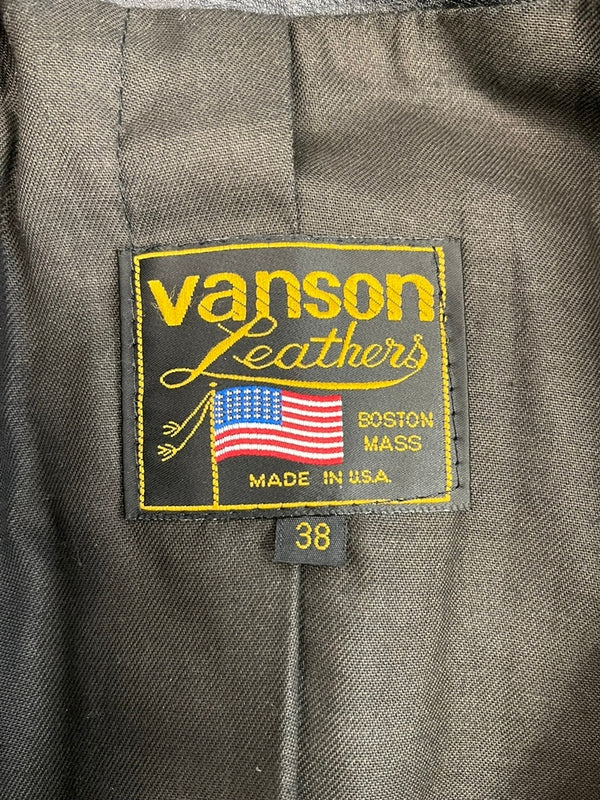 vanson
Leathers
BOSTON
MASS
MADE IN U.S.A.
38